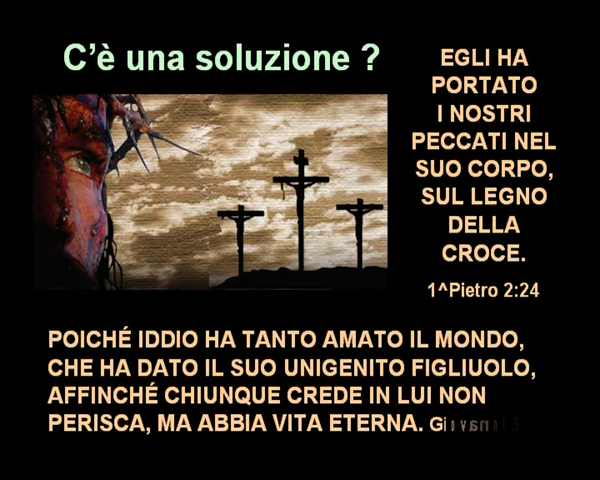 C'è una soluzione ?
EGLI HA
PORTATO
I NOSTRI
PECCATI NEL
SUO CORPO,
SUL LEGNO
DELLA
CROCE.
1^Pietro 2:24
POICHÉ IDDIO HA TANTO AMATO IL MONDO,
CHE HA DATO IL SUO UNIGENITO FIGLIUOLO,
AFFINCHÉ CHIUNQUE CREDE IN LUI NON
PERISCA, MA ABBIA VITA ETERNA.